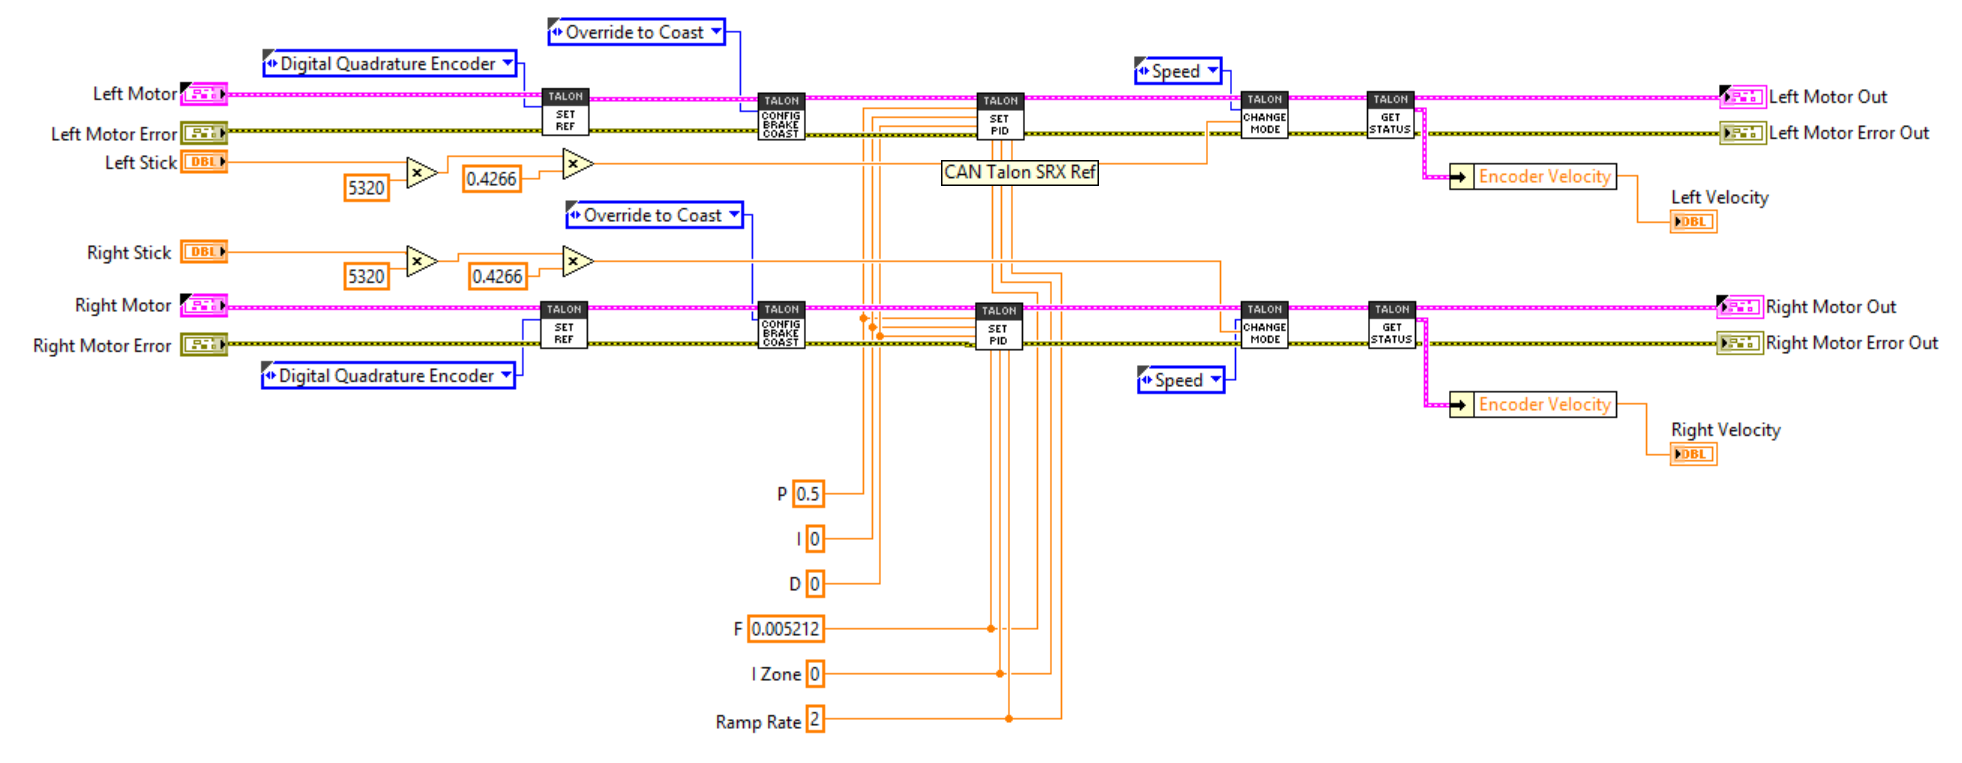 Override to Coast
Digital Quadrature Encoder
Speed
Left Motor
TALON
SET
REF
TALON
CONFIG
BRAKE
COAST
TALON
SET
PID
TALON
CHANGE
MODE
TALON
GET
STATUS
Left Motor Out
Left Motor Error
Left Motor Error Out
Left Stick
DBL
×
5320
0.4266
×
CAN Talon SRX Ref
Encoder Velocity
Left Velocity
DBL
Override to Coast
Right Stick
DBL
×
5320
0.4266
×
Right Motor
TALON
SET
REF
TALON
CONFIG
BRAKE
COAST
TALON
SET
PID
TALON
CHANGE
MODE
TALON
GET
STATUS
Right Motor Out
Right Motor Error
Right Motor Error Out
Digital Quadrature Encoder
Speed
Encoder Velocity
Right Velocity
DBL
P 0.5
I 0
D 0
F 0.005212
I Zone 0
Ramp Rate 2